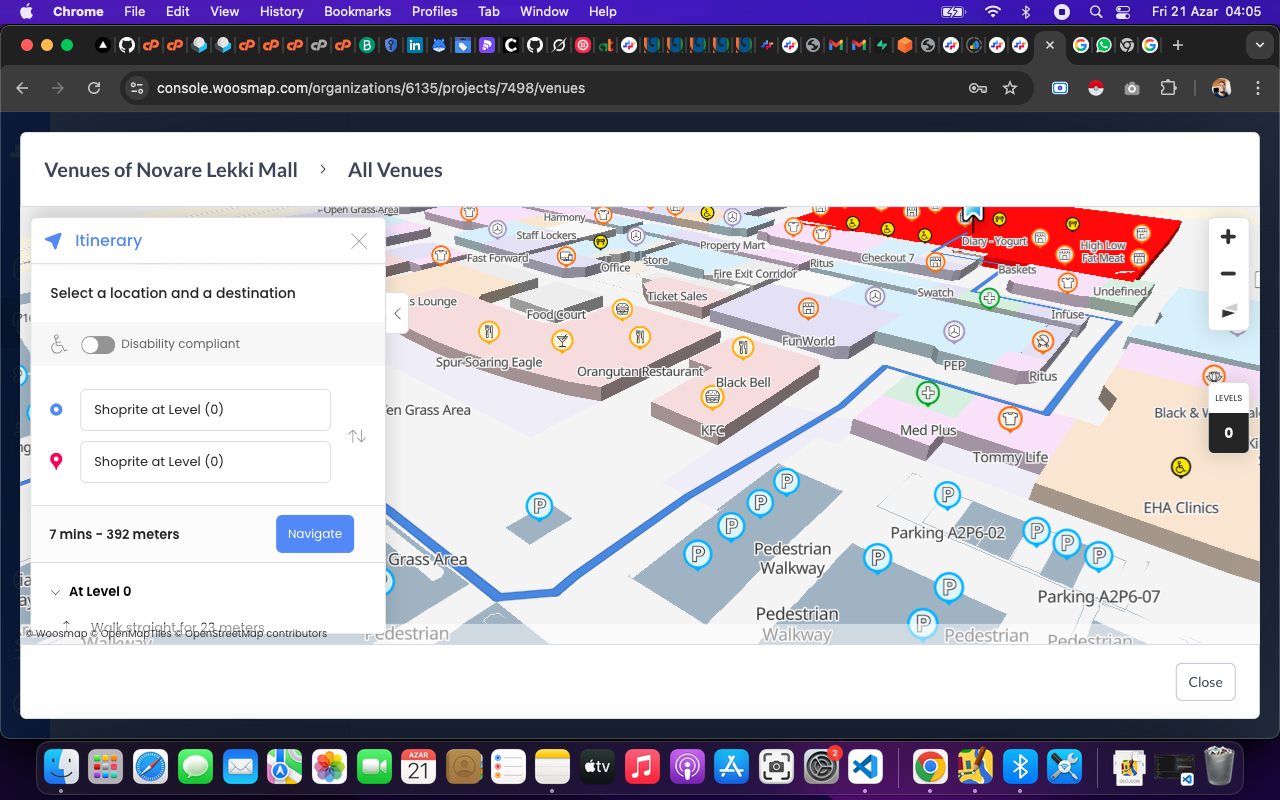 Chrome File Edit View History Bookmarks Profiles Tab Window Help
Fri 21 Azar 04:05
console.woosmap.com/organizations/6135/projects/7498/venues
Venues of Novare Lekki Mall > All Venues
Itinerary
Select a location and a destination
Disability compliant
Shoprite at Level (0)
Shoprite at Level (0)
7 mins - 392 meters
Navigate
At Level 0
Walk straight for 23 meters
© Woosmap © OpenMapTiles © OpenStreetMap contributors
Open Grass Area
Harmony
Staff Lockers
Property Mart
Diary - Yogurt
High Low
Fat Meat
Fast Forward
Office
store
Ritus
Checkout 7
Baskets
Fire Exit Corridor
s Lounge
Ticket Sales
Swatch
Undefined
Food Court
Infuse
FunWorld
Spur-Soaring Eagle
Orangutan Restaurant
PEP
Ritus
Black Bell
en Grass Area
KFC
Med Plus
Black & W
Tommy Life
EHA Clinics
Parking A2P6-02
Pedestrian
Walkway
Grass Area
Parking A2P6-07
Pedestrian
Walkway
Pedestrian
Pedestrian
Pedestrian
Walkway
LEVELS
0
Close
AZAR
21
tv
2